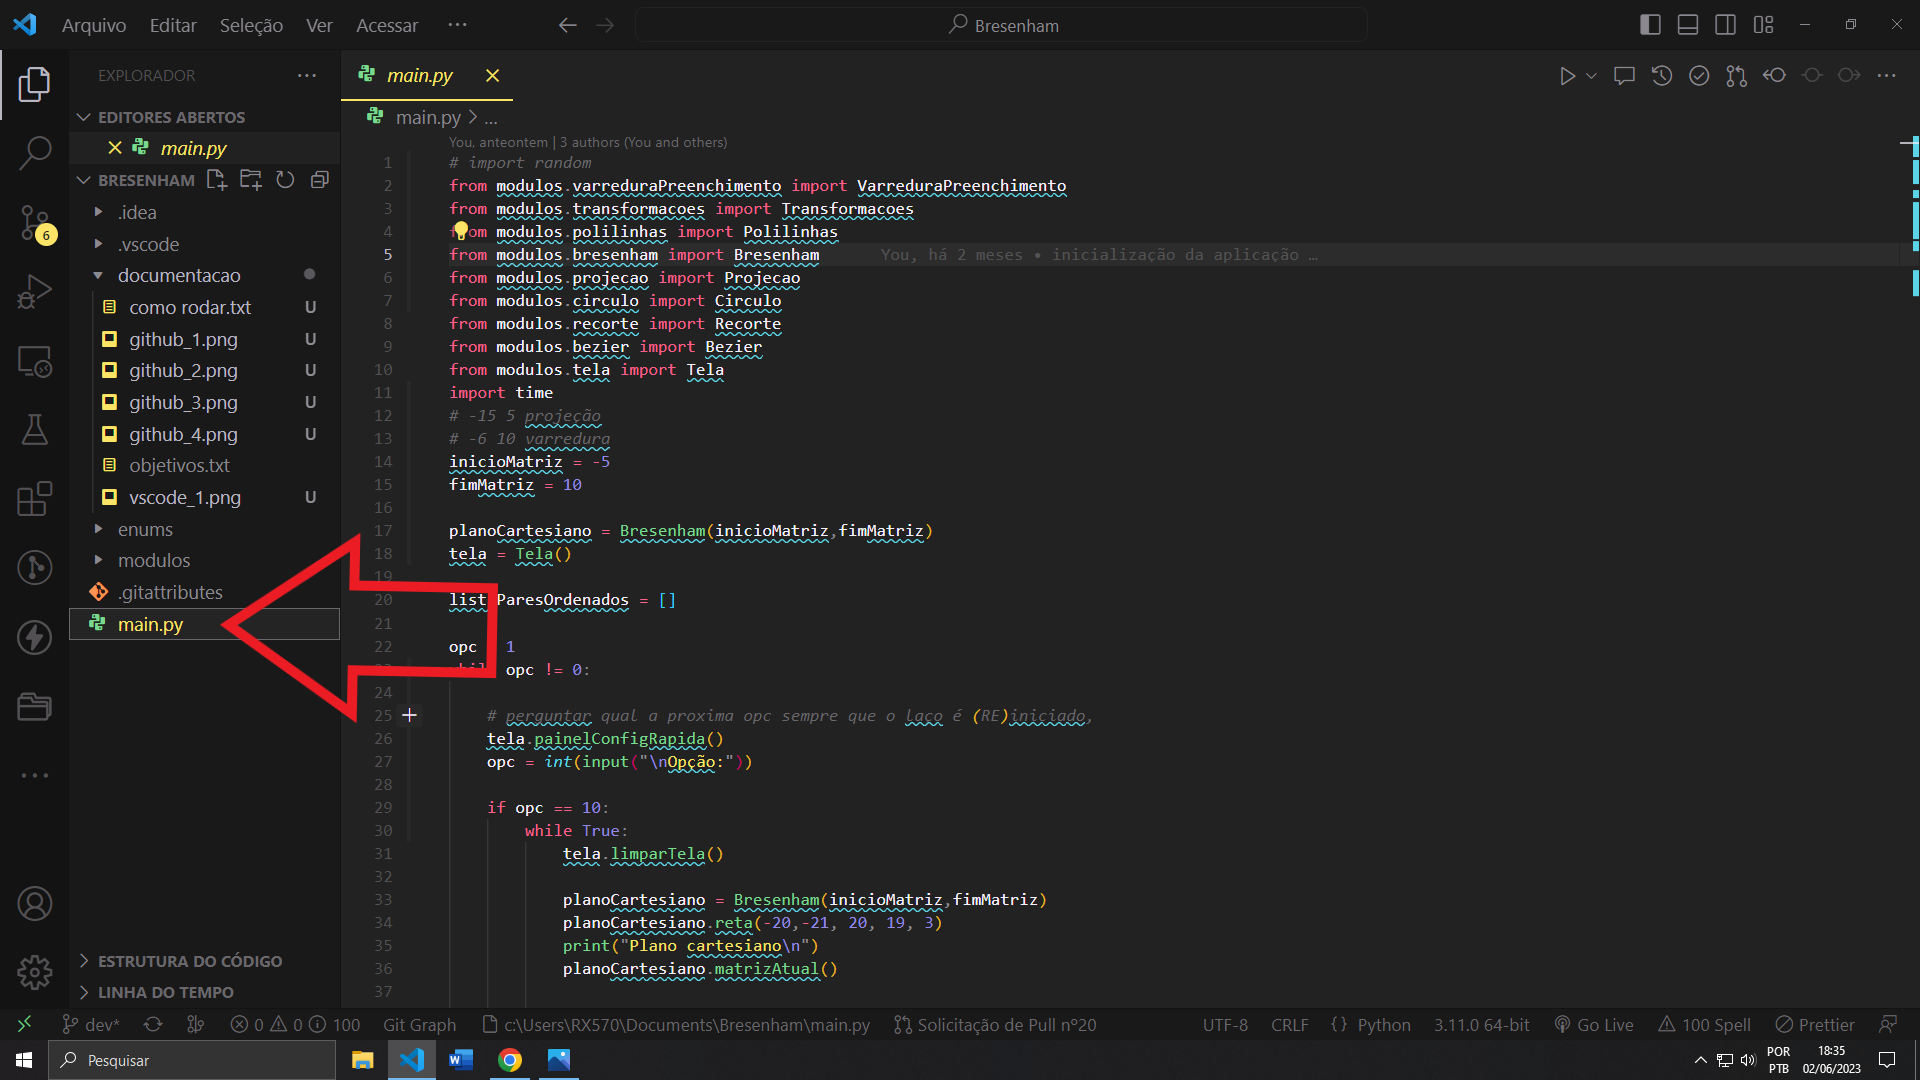 Arquivo Editar Seleção Ver Acessar ··· Bresenham
EXPLORADOR ···
EDITORES ABERTOS
main.py
BRESENHAM
.idea
.vscode
documentacao
como rodar.txt U
github_1.png U
github_2.png U
github_3.png U
github_4.png U
objetivos.txt
vscode_1.png U
enums
modulos
.gitattributes
main.py
ESTRUTURA DO CÓDIGO
LINHA DO TEMPO
6
main.py
main.py > ...
You, anteontem | 3 authors (You and others)
1 # import random
2 from modulos.varreduraPreenchimento import VarreduraPreenchimento
3 from modulos.transformacoes import Transformacoes
4 from modulos.polilinhas import Polilinhas
5 from modulos.bresenham import Bresenham You, há 2 meses • inicialização da aplicação …
6 from modulos.projecao import Projecao
7 from modulos.circulo import Circulo
8 from modulos.recorte import Recorte
9 from modulos.bezier import Bezier
10 from modulos.tela import Tela
11 import time
12 # -15 5 projeção
13 # -6 10 varredura
14 inicioMatriz = -5
15 fimMatriz = 10
16
17 planoCartesiano = Bresenham(inicioMatriz,fimMatriz)
18 tela = Tela()
19
20 listaParesOrdenados = []
21
22 opc 1
23 while opc != 0:
24
25 # perguntar qual a proxima opc sempre que o laco é (RE)iniciado,
26 tela.painelConfigRapida()
27 opc = int(input("\nOpção:"))
28
29 if opc == 10:
30 while True:
31 tela.limparTela()
32
33 planoCartesiano = Bresenham(inicioMatriz,fimMatriz)
34 planoCartesiano.reta(-20,-21, 20, 19, 3)
35 print("Plano cartesiano\n")
36 planoCartesiano.matrizAtual()
37
dev* 0 0 100 Git Graph c:\Users\RX570\Documents\Bresenham\main.py Solicitação de Pull nº20 UTF-8 CRLF {} Python 3.11.0 64-bit Go Live 100 Spell Prettier
Pesquisar
POR
PTB
18:35
02/06/2023